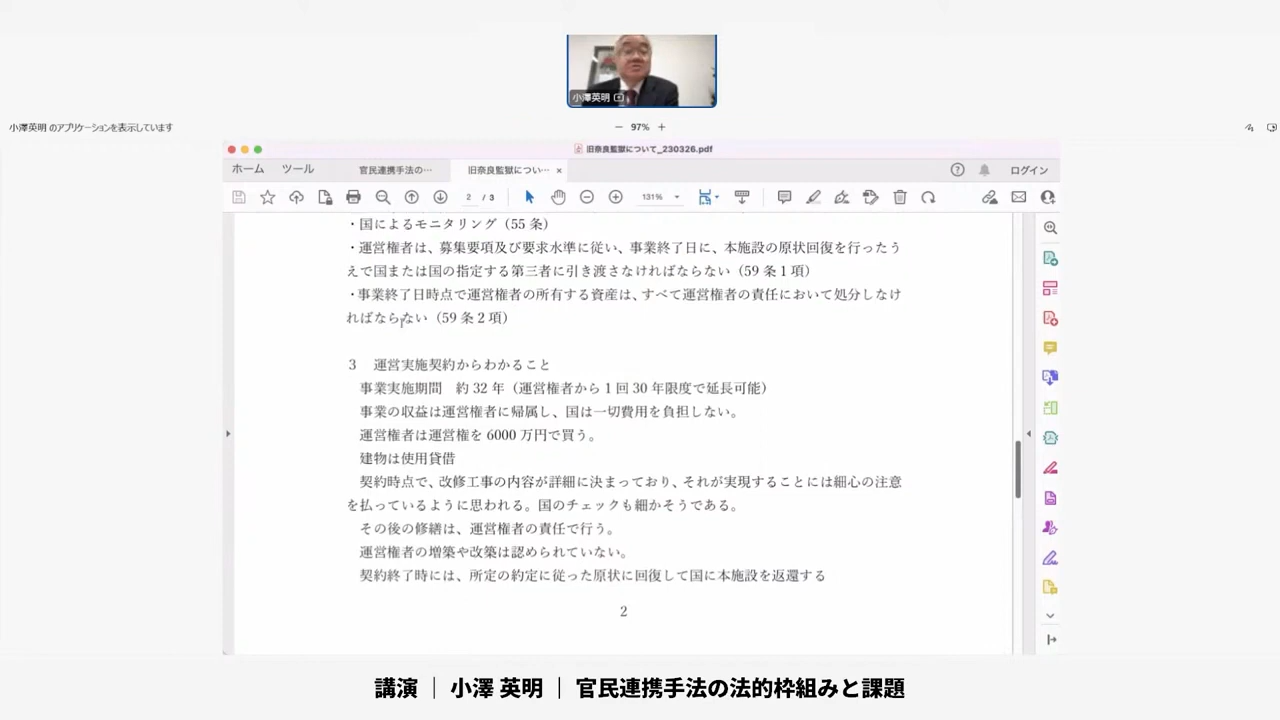 小澤英明
小澤英明 のアプリケーションを表示しています
97%
旧奈良監獄について_230326.pdf
ホーム ツール 官民連携手法の… 旧奈良監獄につい… × ログイン
2 / 3 131%
・国によるモニタリング（55 条）
・運営権者は、募集要項及び要求水準に従い、事業終了日に、本施設の原状回復を行ったう
えで国または国の指定する第三者に引き渡さなければならない（59 条 1 項）
・事業終了日時点で運営権者の所有する資産は、すべて運営権者の責任において処分しなけ
ればならない（59 条 2 項）
３　運営実施契約からわかること
事業実施期間　約 32 年（運営権者から 1 回 30 年限度で延長可能）
事業の収益は運営権者に帰属し、国は一切費用を負担しない。
運営権者は運営権を 6000 万円で買う。
建物は使用貸借
契約時点で、改修工事の内容が詳細に決まっており、それが実現することには細心の注意
を払っているように思われる。国のチェックも細かそうである。
その後の修繕は、運営権者の責任で行う。
運営権者の増築や改築は認められていない。
契約終了時には、所定の約定に従った原状に回復して国に本施設を返還する
2
講演 ｜ 小澤 英明 ｜ 官民連携手法の法的枠組みと課題